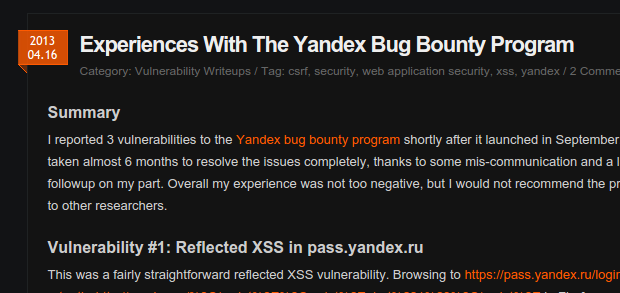 2013
04.16
Experiences With The Yandex Bug Bounty Program
Category: Vulnerability Writeups / Tag: csrf, security, web application security, xss, yandex / 2 Comme
Summary
I reported 3 vulnerabilities to the Yandex bug bounty program shortly after it launched in September
taken almost 6 months to resolve the issues completely, thanks to some mis-communication and a l
followup on my part. Overall my experience was not too negative, but I would not recommend the pr
to other researchers.
Vulnerability #1: Reflected XSS in pass.yandex.ru
This was a fairly straightforward reflected XSS vulnerability. Browsing to https://pass.yandex.ru/login